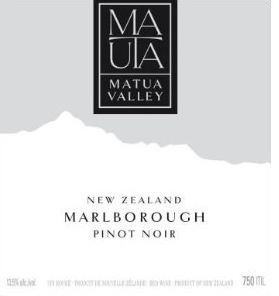 MA
UTA
MATUA
VALLEY
NEW ZEALAND
MARLBOROUGH
PINOT NOIR
13.5% alc./vol. VIN ROUGE · PRODUIT DE NOUVELLE ZÉLANDE RED WINE · PRODUCT OF NEW ZEALAND 750 ML